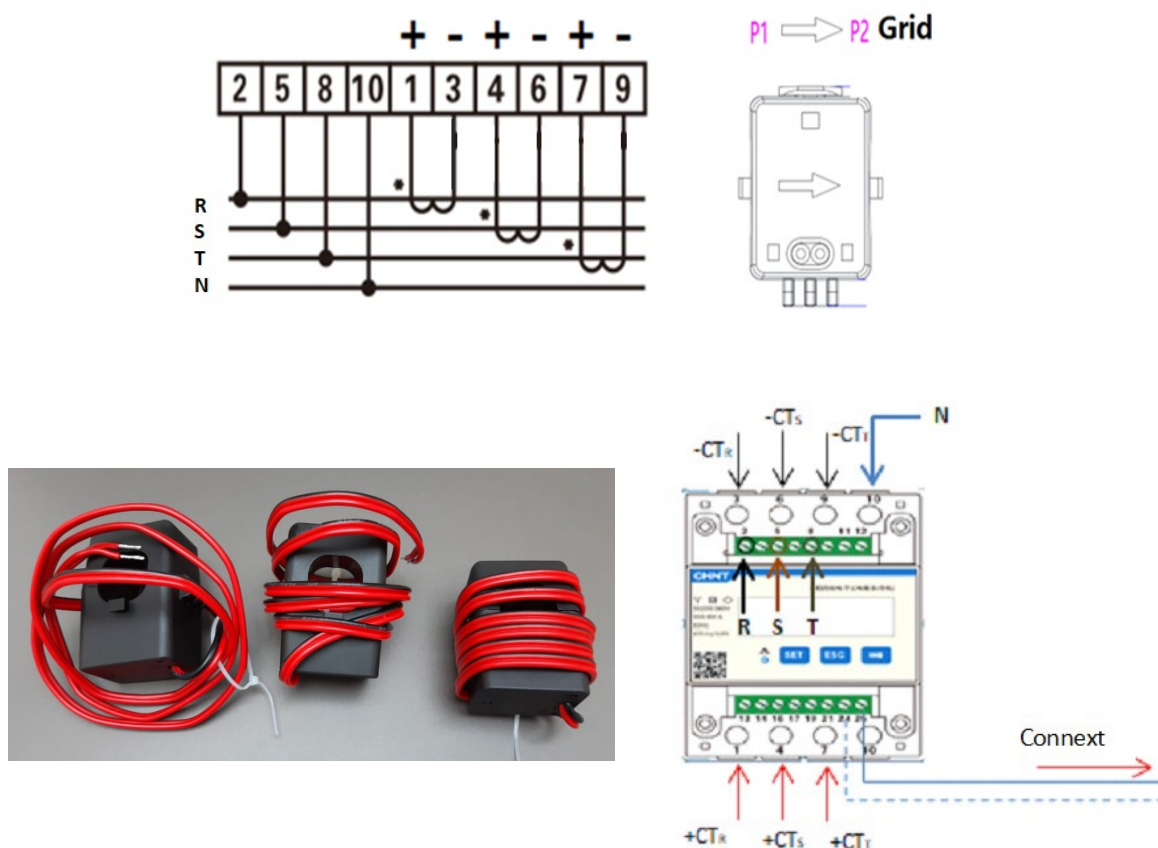 + - + - + -
2 5 8 10 1 3 4 6 7 9
R
S
T
N
P1 P2 Grid
-CTR
-CTS
-CTT
N
3 6 9 10
2 5 8 11 12
CHNT
R S T
SET ESC
13 14 16 17 19 21 24 25
1 4 7 10
Connext
+CTR +CTS +CTT